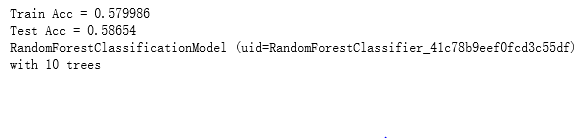 Train Acc = 0.579986
Test Acc = 0.58654
RandomForestClassificationModel (uid=RandomForestClassifier_41c78b9eef0fcd3c55df)
with 10 trees